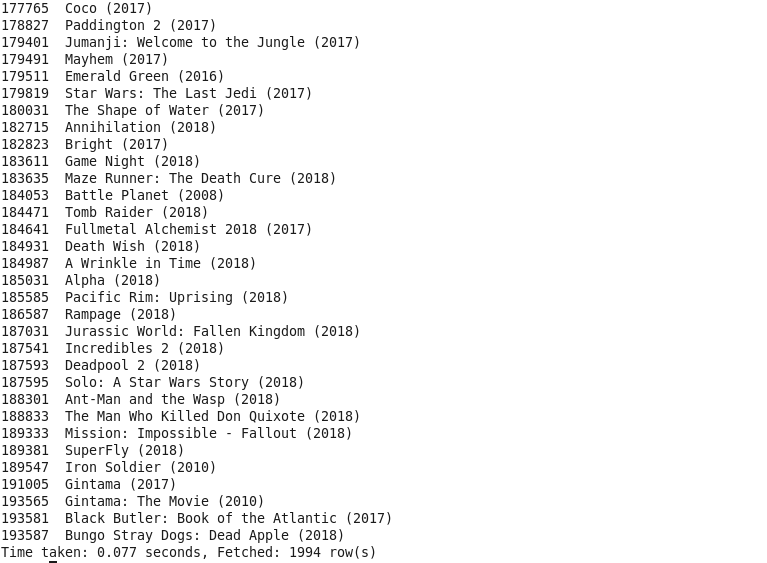 177765  Coco (2017)
178827  Paddington 2 (2017)
179401  Jumanji: Welcome to the Jungle (2017)
179491  Mayhem (2017)
179511  Emerald Green (2016)
179819  Star Wars: The Last Jedi (2017)
180031  The Shape of Water (2017)
182715  Annihilation (2018)
182823  Bright (2017)
183611  Game Night (2018)
183635  Maze Runner: The Death Cure (2018)
184053  Battle Planet (2008)
184471  Tomb Raider (2018)
184641  Fullmetal Alchemist 2018 (2017)
184931  Death Wish (2018)
184987  A Wrinkle in Time (2018)
185031  Alpha (2018)
185585  Pacific Rim: Uprising (2018)
186587  Rampage (2018)
187031  Jurassic World: Fallen Kingdom (2018)
187541  Incredibles 2 (2018)
187593  Deadpool 2 (2018)
187595  Solo: A Star Wars Story (2018)
188301  Ant-Man and the Wasp (2018)
188833  The Man Who Killed Don Quixote (2018)
189333  Mission: Impossible - Fallout (2018)
189381  SuperFly (2018)
189547  Iron Soldier (2010)
191005  Gintama (2017)
193565  Gintama: The Movie (2010)
193581  Black Butler: Book of the Atlantic (2017)
193587  Bungo Stray Dogs: Dead Apple (2018)
Time taken: 0.077 seconds, Fetched: 1994 row(s)